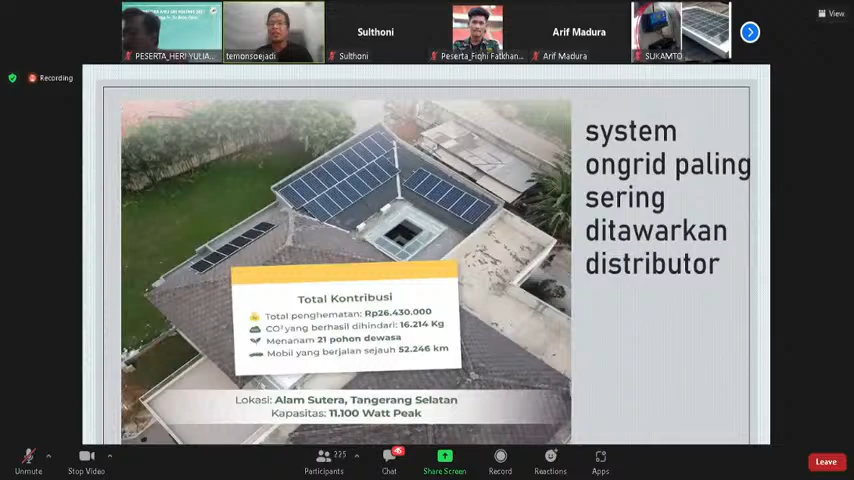 Sulthoni
Arif Madura
View
PESERTA_HERI YULIA...
temonsoejadi
Sulthoni
Peserta_Fiqhi Fatkhan...
Arif Madura
SUKAMTO
Recording
system
ongrid paling
sering
ditawarkan
distributor
Total Kontribusi
Total penghematan: Rp26.430.000
CO² yang berhasil dihindari: 16.214 Kg
Menanam 21 pohon dewasa
Mobil yang berjalan sejauh 52.246 km
Lokasi: Alam Sutera, Tangerang Selatan
Kapasitas: 11.100 Watt Peak
225
45
Unmute
Stop Video
Participants
Chat
Share Screen
Record
Reactions
Apps
Leave